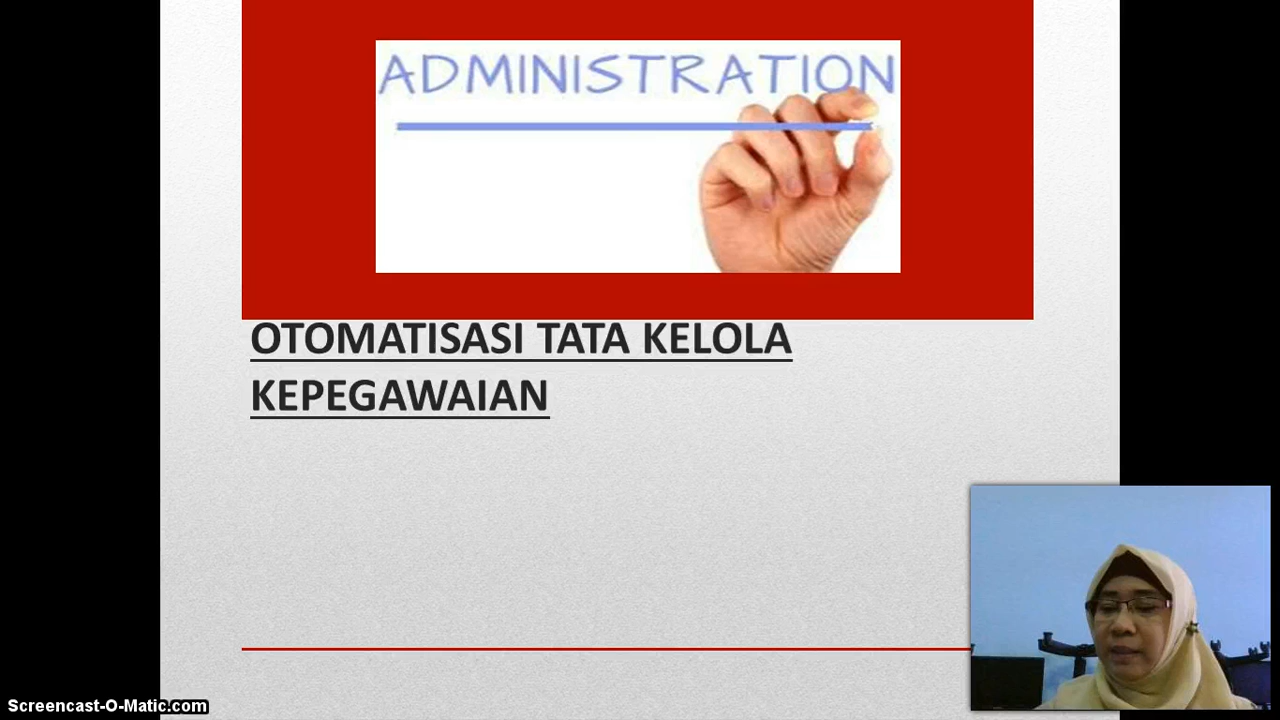 ADMINISTRATION
OTOMATISASI TATA KELOLA
KEPEGAWAIAN
Screencast-O-Matic.com